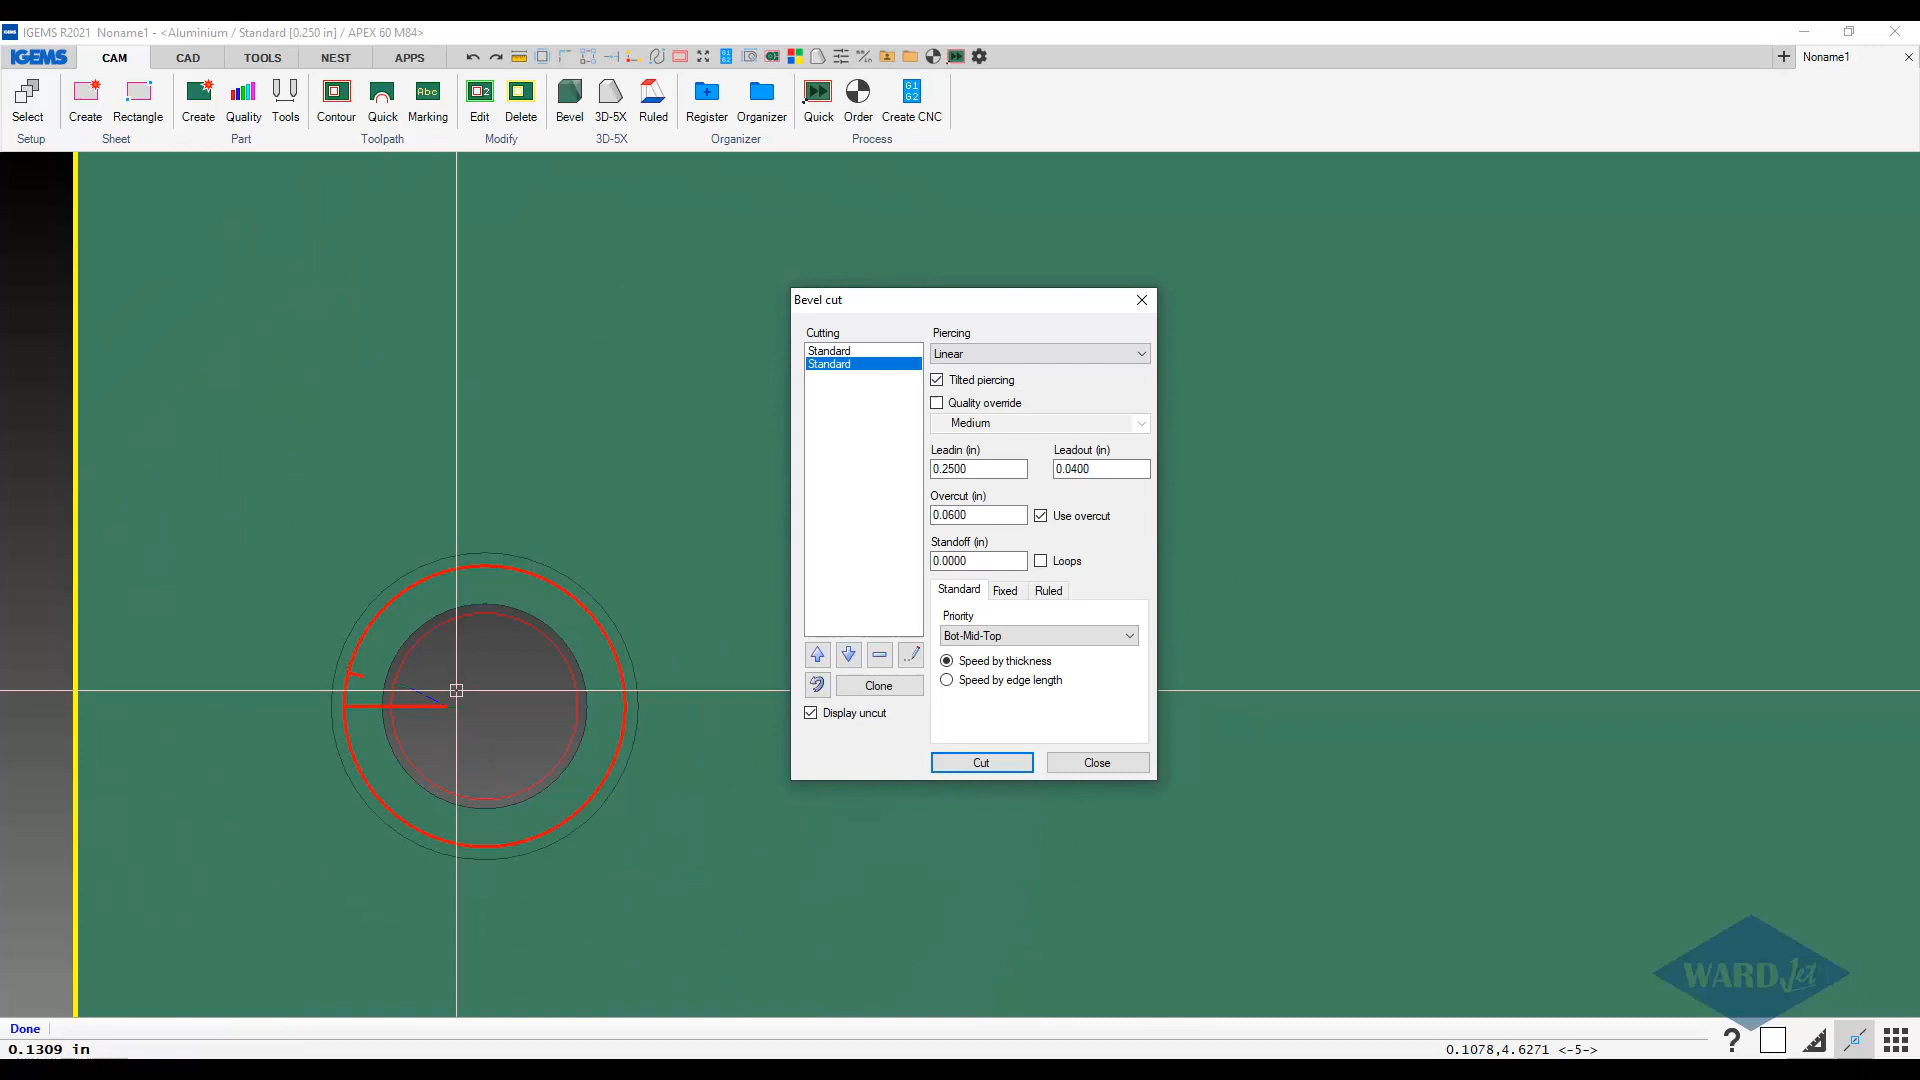 IGEMS R2021 Noname1 - <Aluminium / Standard [0.250 in] / APEX 60 M84>
IGEMS CAM CAD TOOLS NEST APPS Noname1
Select Create Rectangle Create Quality Tools Contour Quick Marking Edit Delete Bevel 3D-5X Ruled Register Organizer Quick Order Create CNC
Setup Sheet Part Toolpath Modify 3D-5X Organizer Process
Bevel cut
Cutting Piercing
Standard
Standard
Linear
Tilted piercing
Quality override
Medium
Leadin (in) Leadout (in)
0.2500 0.0400
Overcut (in)
0.0600 Use overcut
Standoff (in)
0.0000 Loops
Standard Fixed Ruled
Priority
Bot-Mid-Top
Speed by thickness
Speed by edge length
Clone
Display uncut
Cut Close
WARDJet
Done
0.1309 in 0.1078,4.6271 <-5->